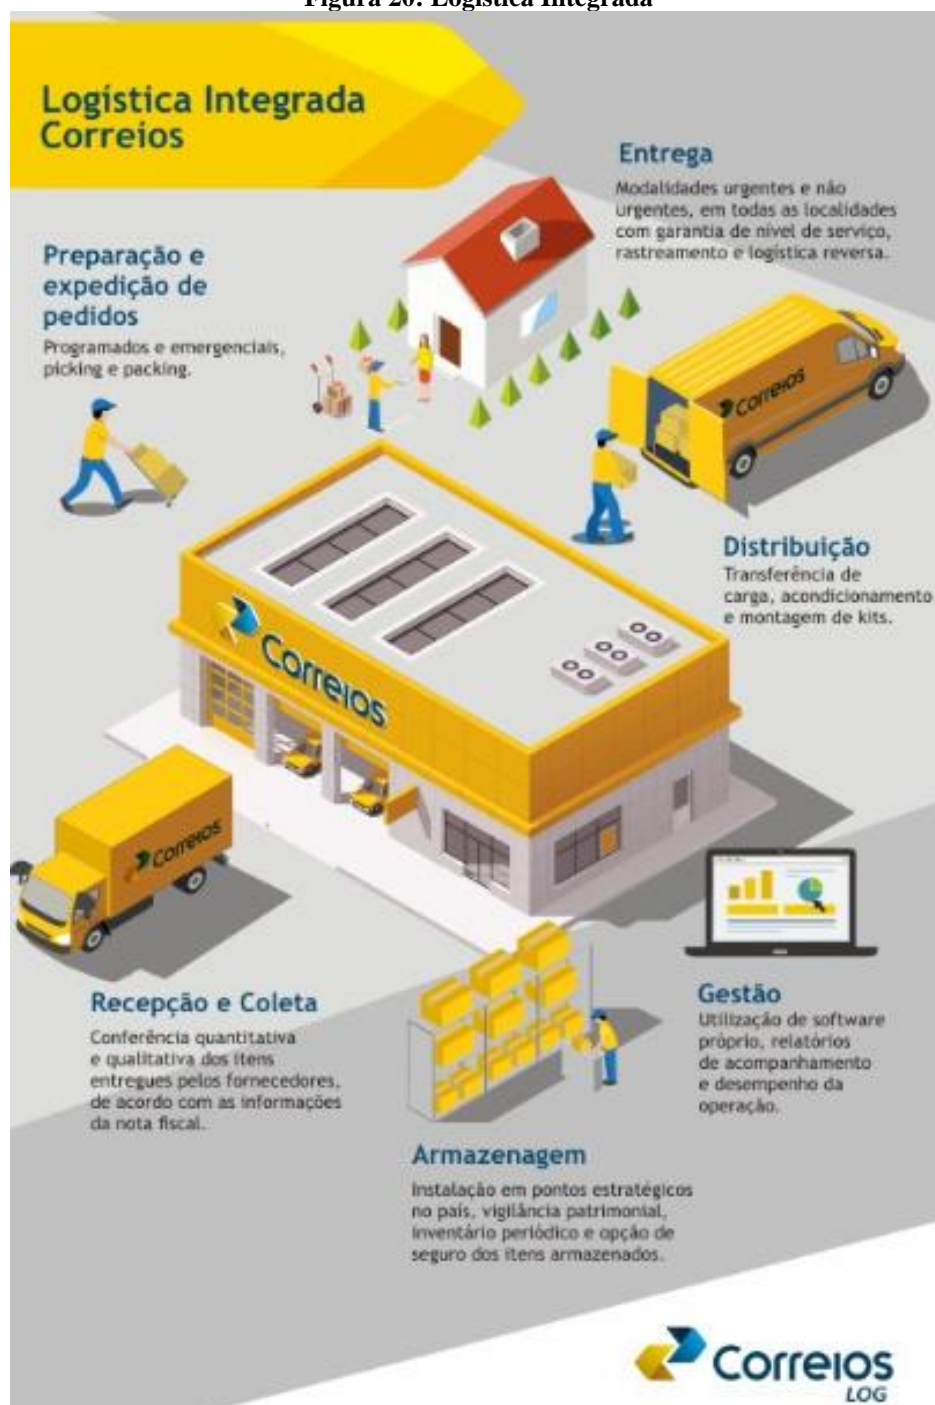 Figura 20: Logística Integrada
Logística Integrada
Correios
Entrega
Modalidades urgentes e não
urgentes, em todas as localidades
com garantia de nível de serviço,
rastreamento e logística reversa.
Preparação e
expedição de
pedidos
Programados e emergenciais,
picking e packing.
Correios
Distribuição
Transferência de
carga, acondicionamento
e montagem de kits.
Correios
Correios
Recepção e Coleta
Conferência quantitativa
e qualitativa dos itens
entregues pelos fornecedores,
de acordo com as informações
da nota fiscal.
Gestão
Utilização de software
próprio, relatórios
de acompanhamento
e desempenho da
operação.
Armazenagem
Instalação em pontos estratégicos
no país, vigilância patrimonial,
inventário periódico e opção de
seguro dos itens armazenados.
Correios
LOG